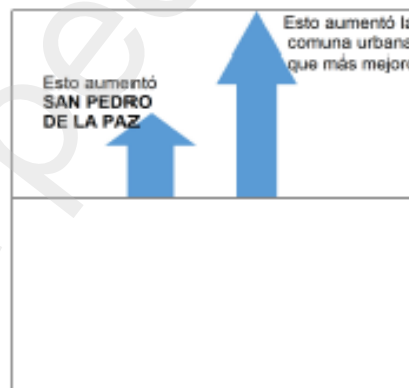 Esto aumentó la
comuna urbana
que más mejoró
Esto aumentó
SAN PEDRO
DE LA PAZ